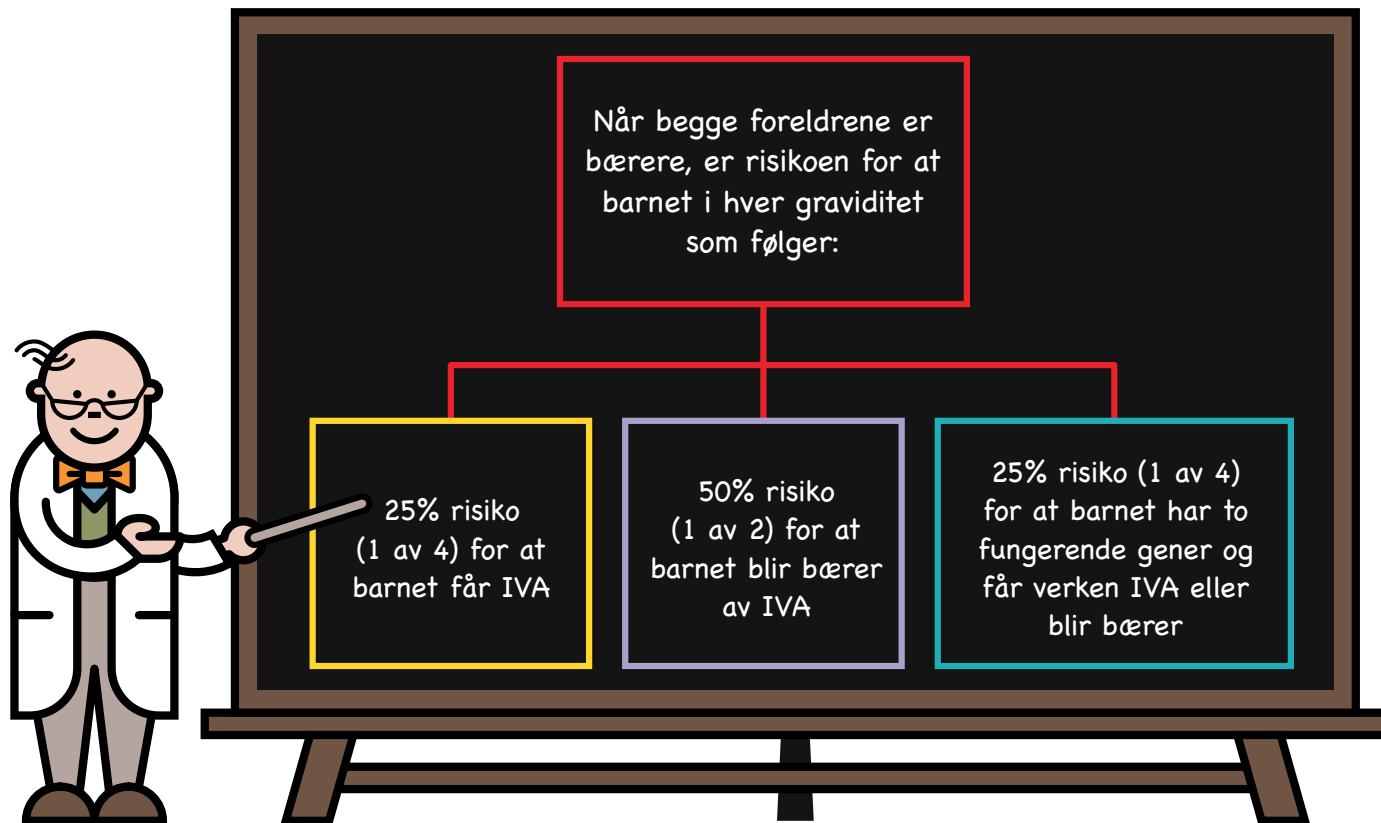 Når begge foreldrene er
bærere, er risikoen for at
barnet i hver graviditet
som følger:
25% risiko
(1 av 4) for at
barnet får IVA
50% risiko
(1 av 2) for at
barnet blir bærer
av IVA
25% risiko (1 av 4)
for at barnet har to
fungerende gener og
får verken IVA eller
blir bærer